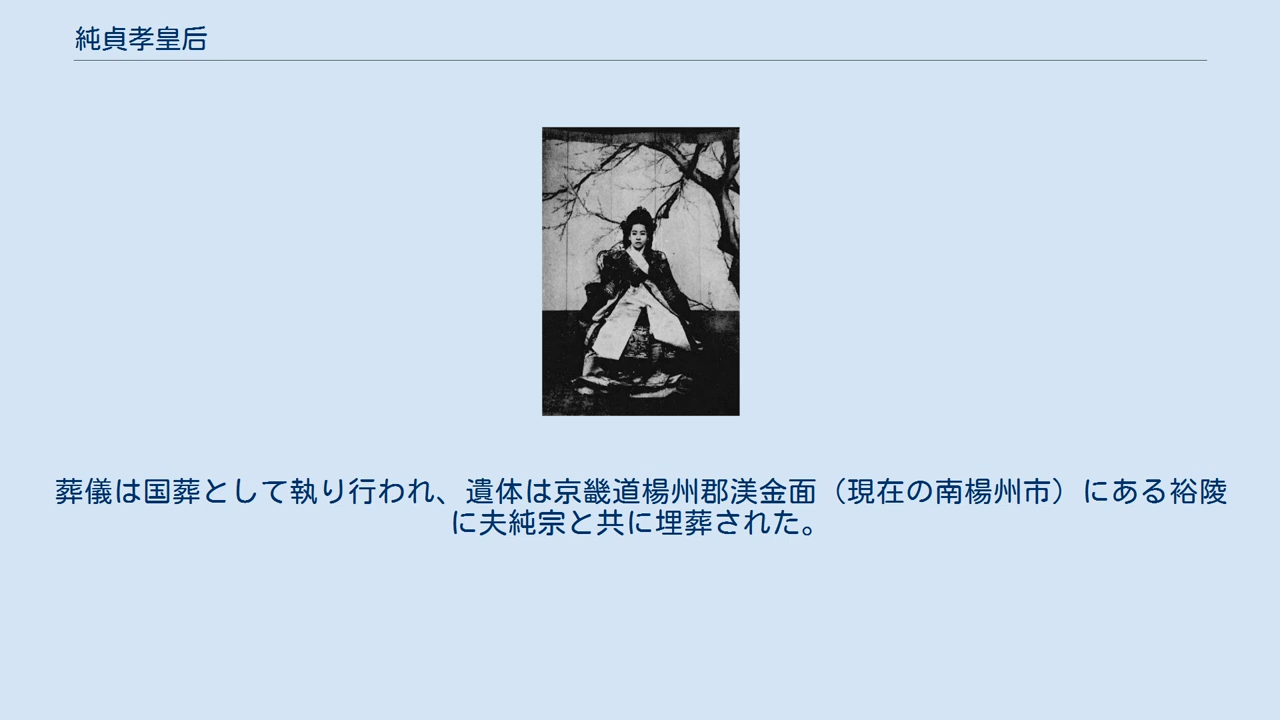 純貞孝皇后
葬儀は国葬として執り行われ、遺体は京畿道楊州郡渼金面（現在の南楊州市）にある裕陵
に夫純宗と共に埋葬された。